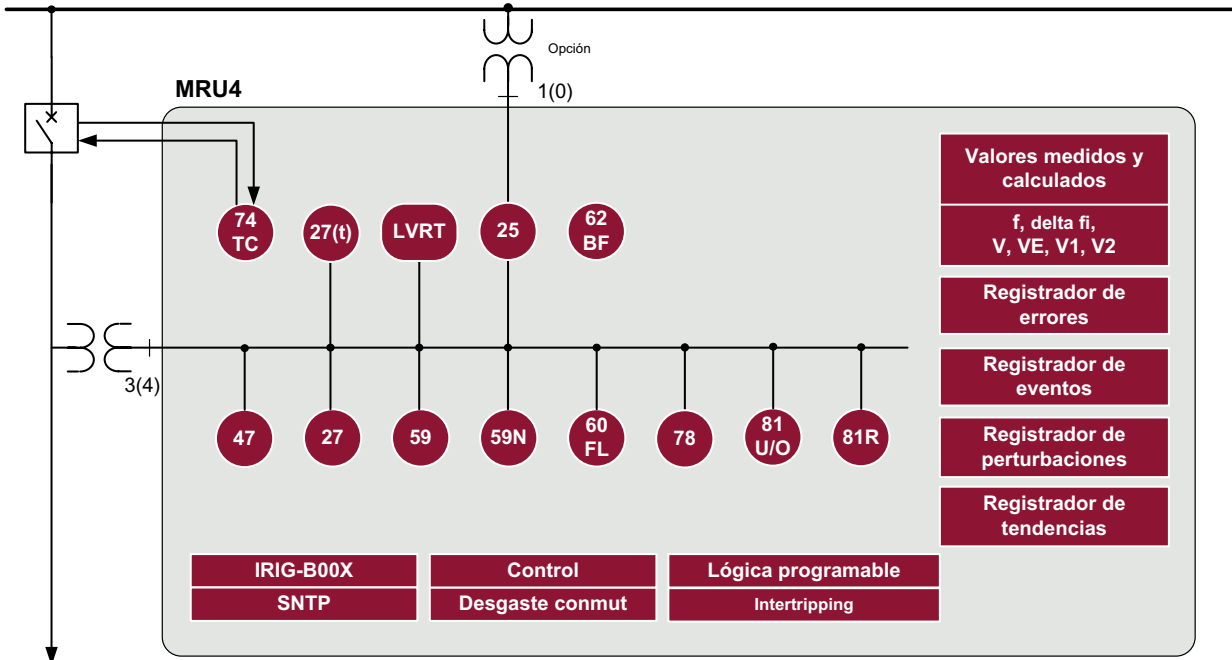 Opción
1(0)
MRU4
74
TC
27(t)
LVRT
25
62
BF
Valores medidos y
calculados
f, delta fi,
V, VE, V1, V2
Registrador de
errores
Registrador de
eventos
Registrador de
perturbaciones
Registrador de
tendencias
3(4)
47
27
59
59N
60
FL
78
81
U/O
81R
IRIG-B00X
SNTP
Control
Desgaste conmut
Lógica programable
Intertripping